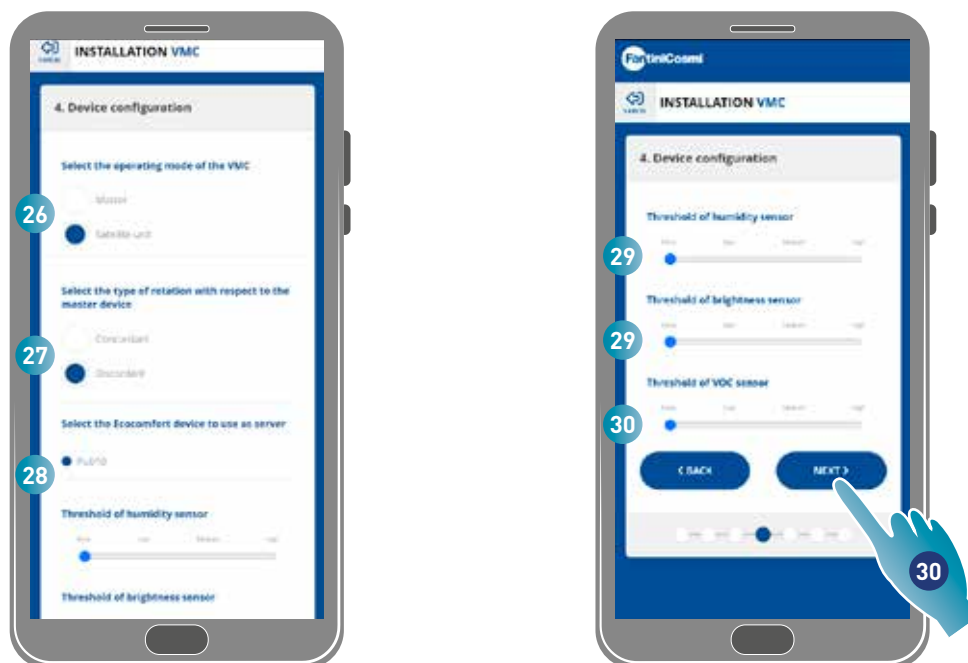 INSTALLATION VMC
4. Device configuration
Select the operating mode of the VMC
26
Master
Satellite unit
Select the type of rotation with respect to the
master device
27
Concordant
Discordant
Select the Ecocomfort device to use as server
28
Threshold of humidity sensor
Threshold of brightness sensor
FantiniCosmi
INSTALLATION VMC
4. Device configuration
Threshold of humidity sensor
29
Threshold of brightness sensor
29
Threshold of VOC sensor
30
< BACK
NEXT >
30